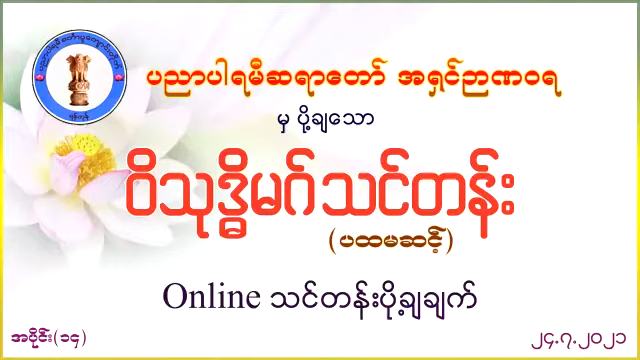 ပညာပါရမီဆရာတော် အရှင်ဉာဏဝရ
မှ ပို့ချသော
ဝိသုဒ္ဓိမဂ် သင်တန်း
(ပထမဆင့်)
Online သင်တန်းပို့ချချက်
အပိုင်း(၁၄)
၂၄.၇.၂၀၂၁